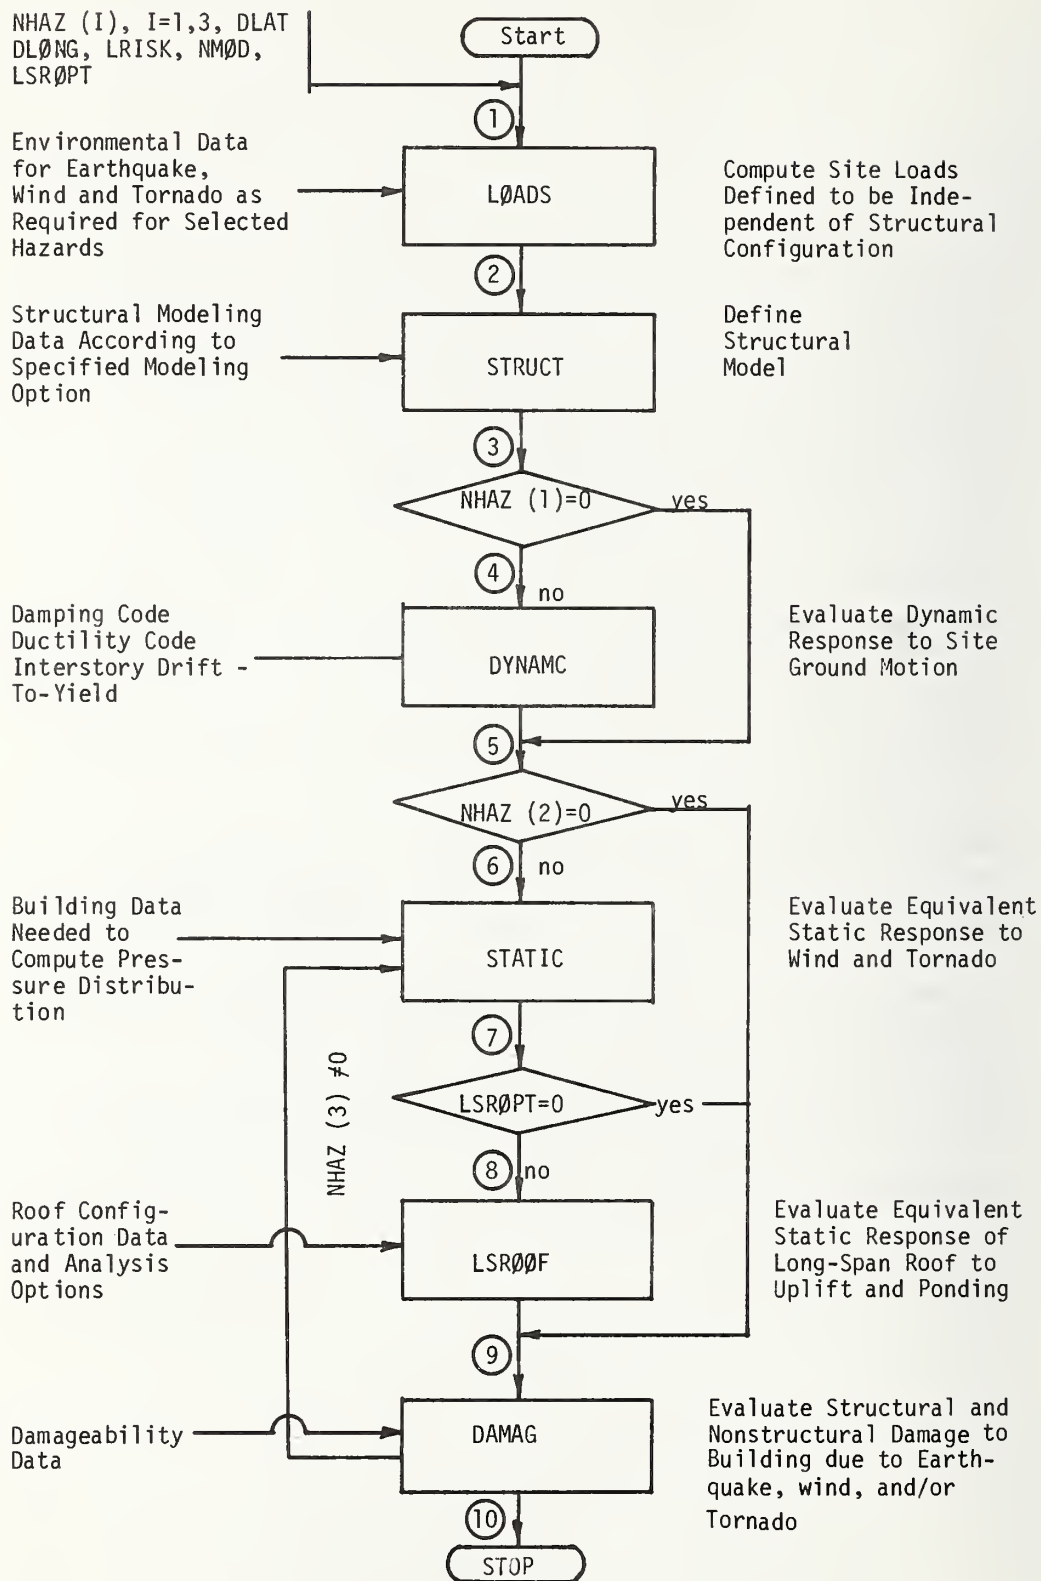 NHAZ (I), I=1,3, DLAT
DLØNG, LRISK, NMØD,
LSRØPT
Start
1
Environmental Data
for Earthquake,
Wind and Tornado as
Required for Selected
Hazards
LØADS
Compute Site Loads
Defined to be Inde-
pendent of Structural
Configuration
2
Structural Modeling
Data According to
Specified Modeling
Option
STRUCT
Define
Structural
Model
3
NHAZ (1)=0
yes
4
no
Damping Code
Ductility Code
Interstory Drift -
To-Yield
DYNAMC
Evaluate Dynamic
Response to Site
Ground Motion
5
NHAZ (2)=0
yes
6
no
Building Data
Needed to
Compute Pres-
sure Distribu-
tion
STATIC
Evaluate Equivalent
Static Response to
Wind and Tornado
7
NHAZ (3) ≠0
LSRØPT=0
yes
8
no
Roof Config-
uration Data
and Analysis
Options
LSRØØF
Evaluate Equivalent
Static Response of
Long-Span Roof to
Uplift and Ponding
9
Damageability
Data
DAMAG
Evaluate Structural and
Nonstructural Damage to
Building due to Earth-
quake, wind, and/or
Tornado
10
STOP